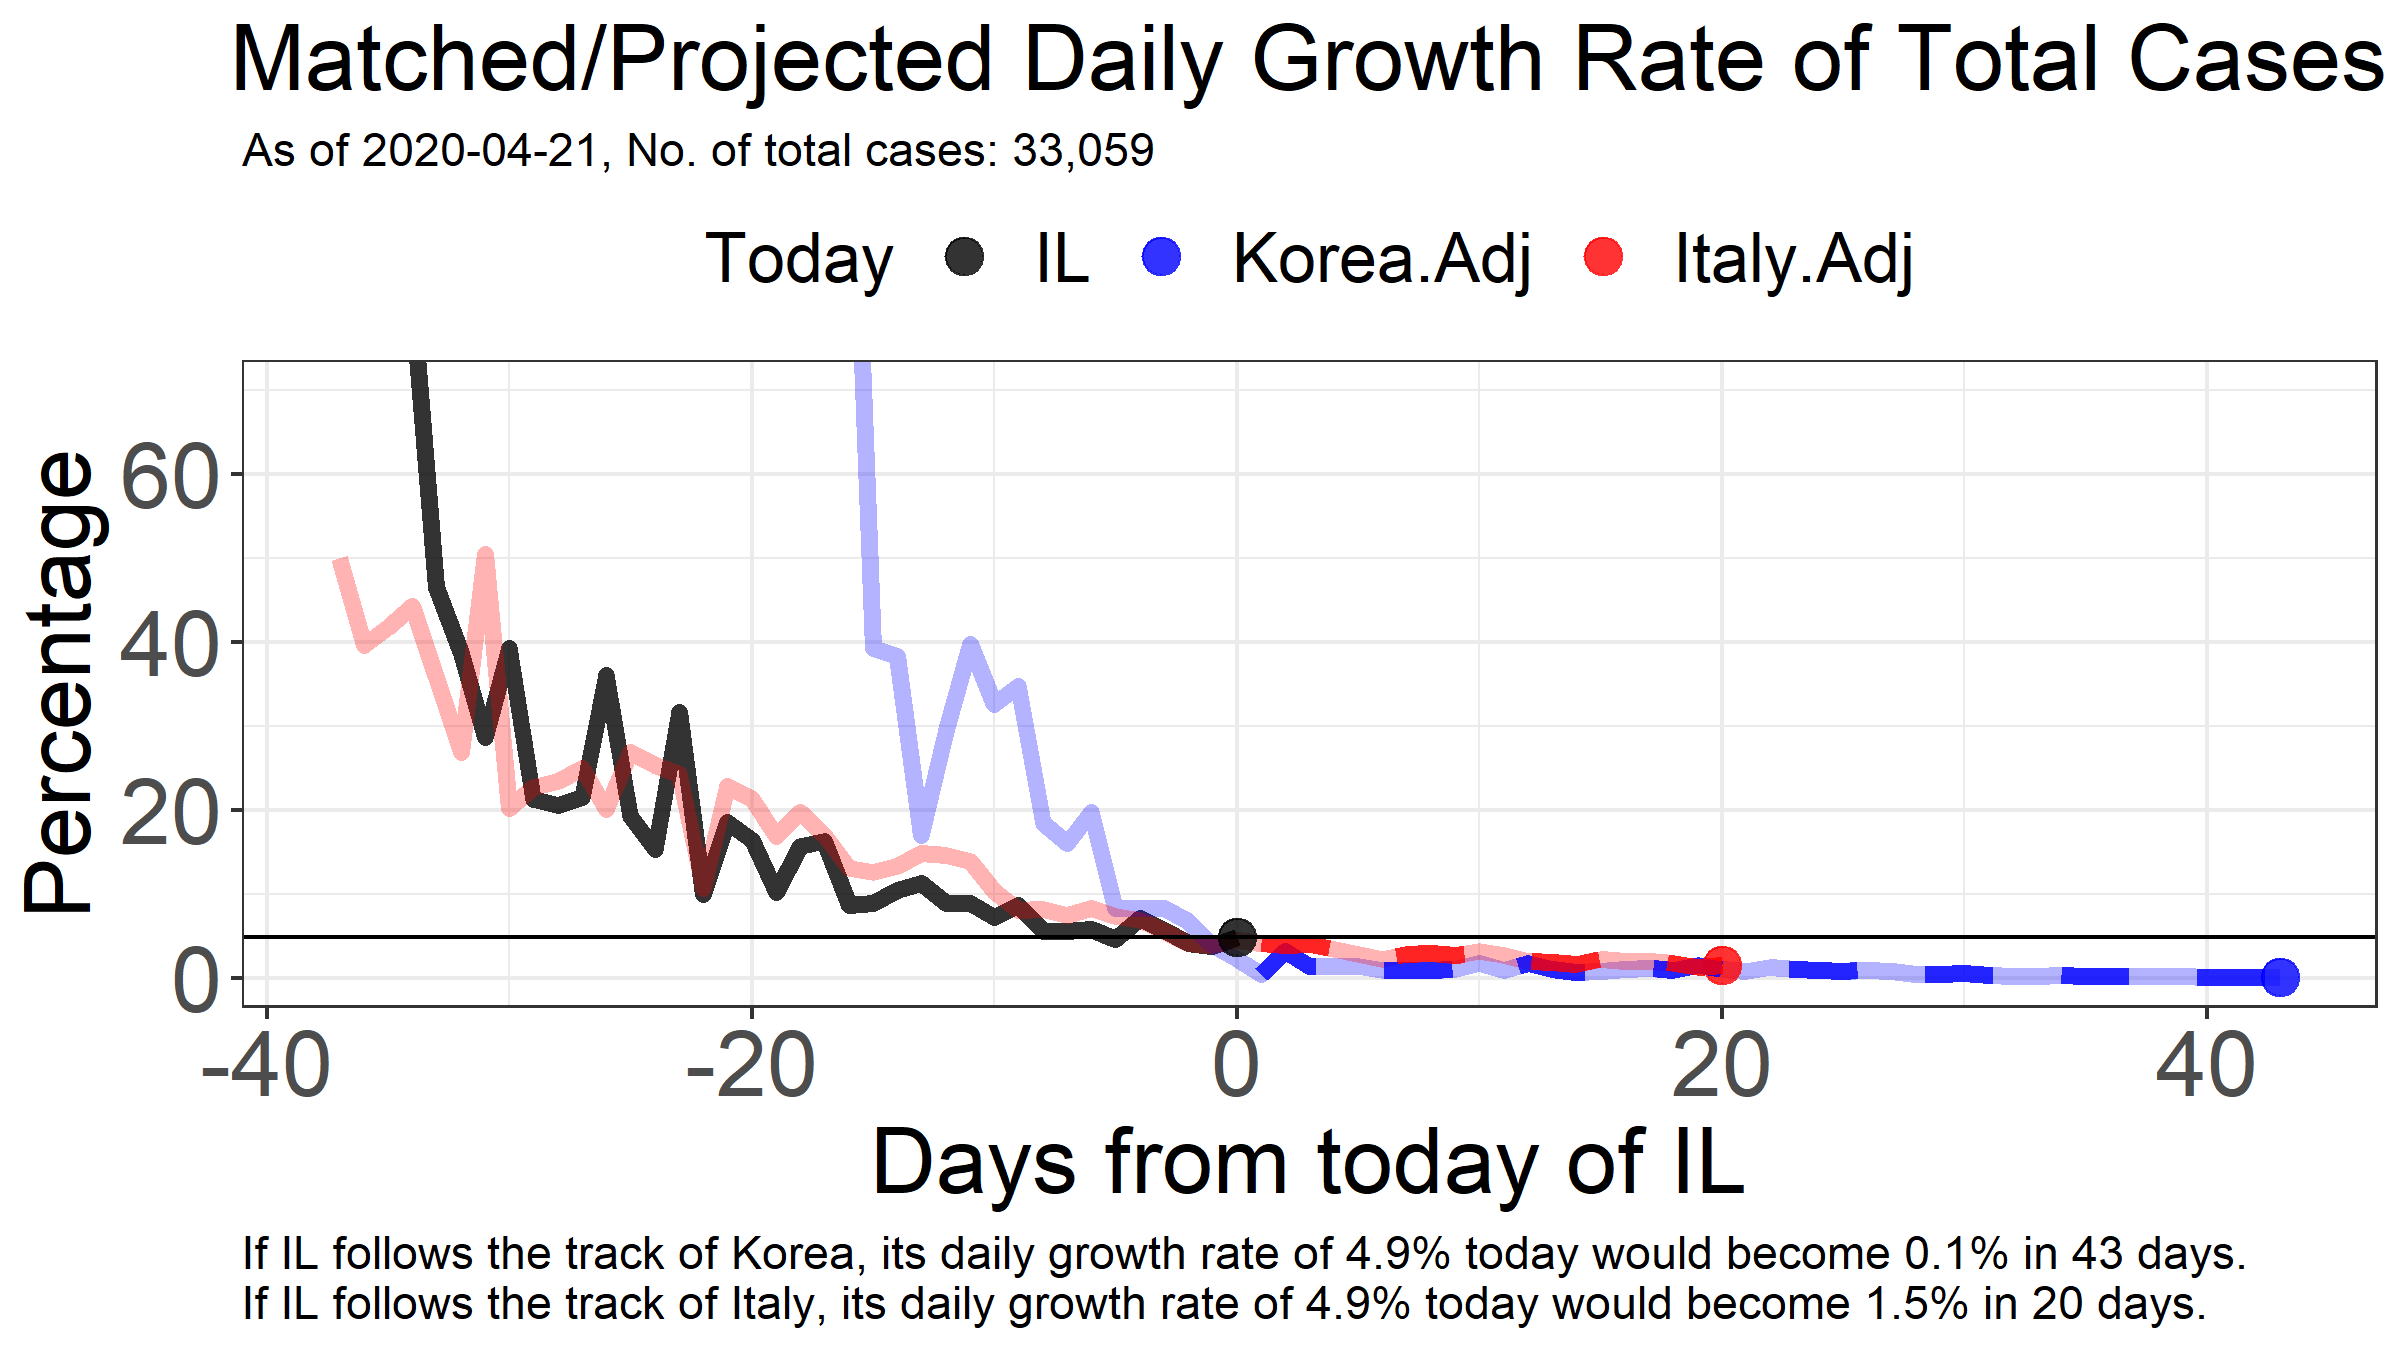 Matched/Projected Daily Growth Rate of Total Cases
As of 2020-04-21, No. of total cases: 33,059
Today IL Korea.Adj Italy.Adj
Percentage
60
40
20
0
-40 -20 0 20 40
Days from today of IL
If IL follows the track of Korea, its daily growth rate of 4.9% today would become 0.1% in 43 days.
If IL follows the track of Italy, its daily growth rate of 4.9% today would become 1.5% in 20 days.